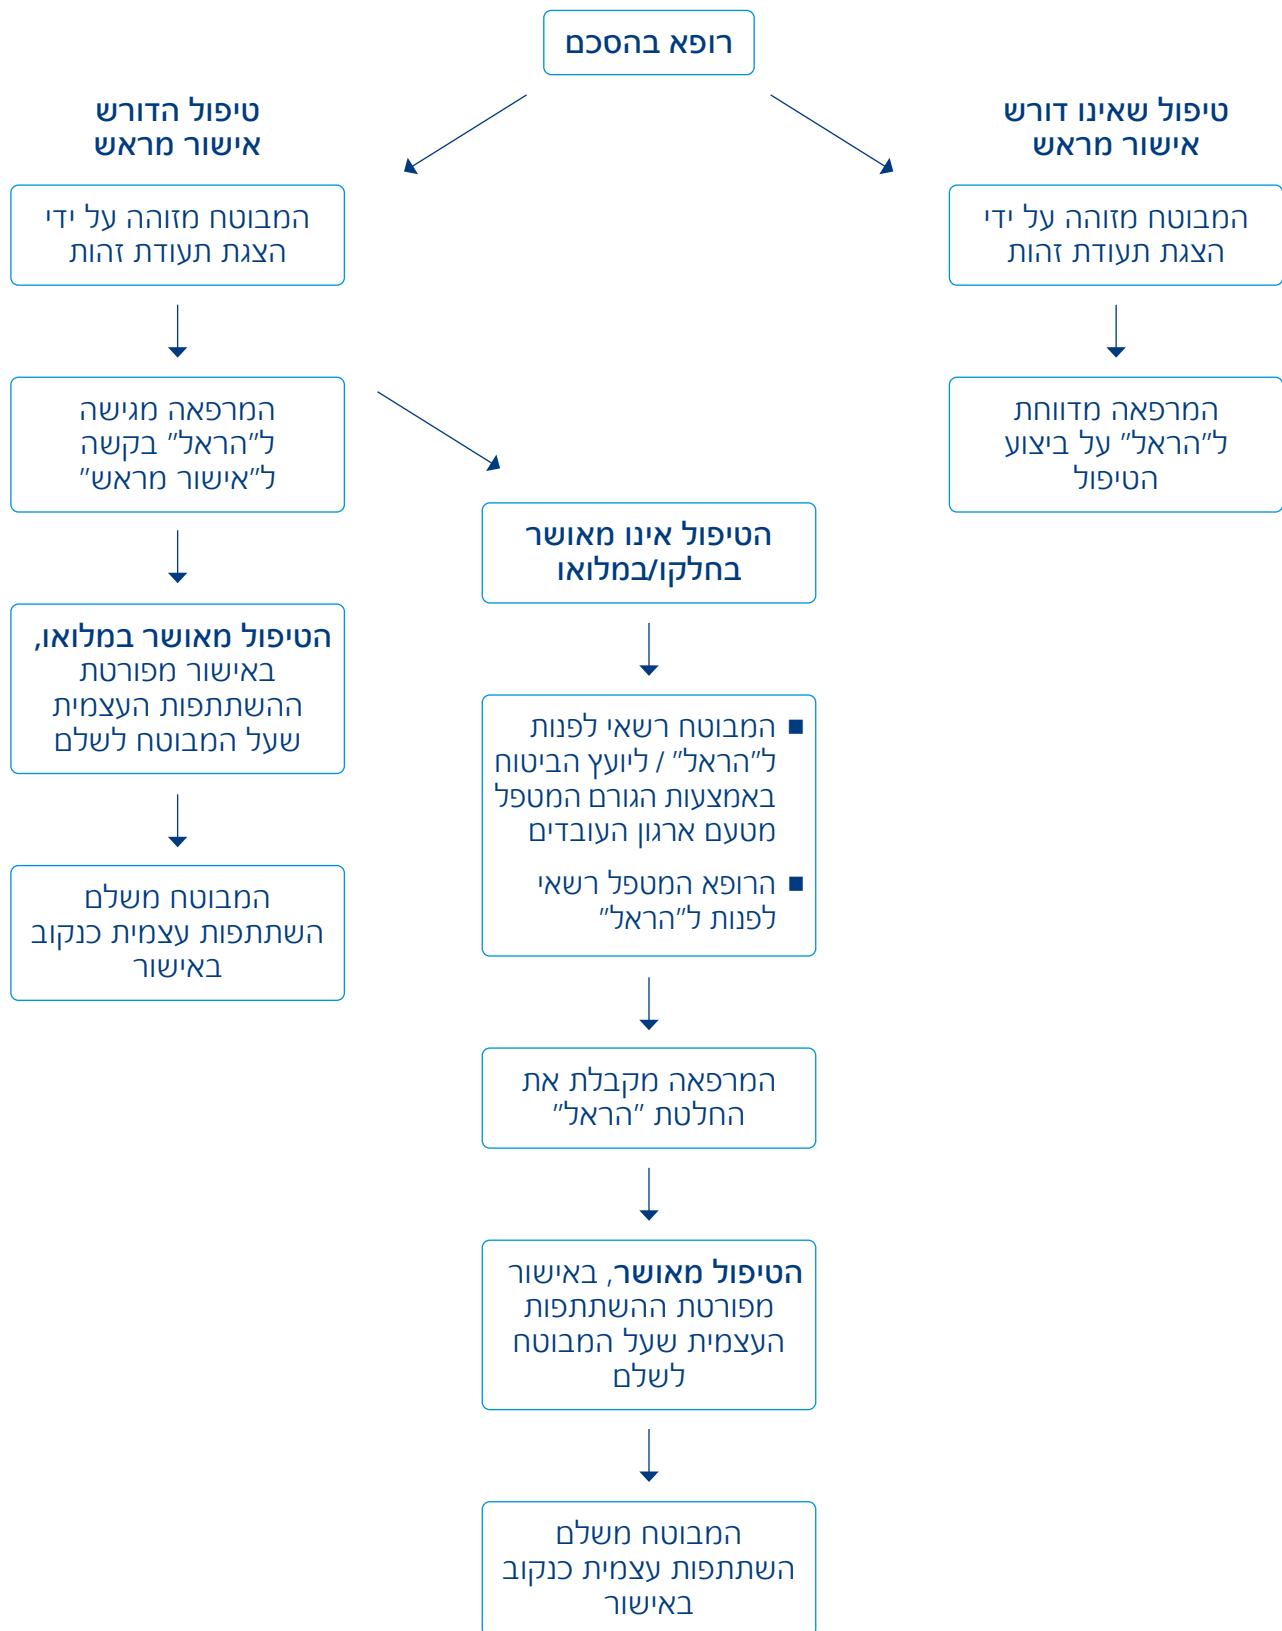 רופא בהסכם
טיפול שאינו דורש
אישור מראש
המבוטח מזוהה על ידי
הצגת תעודת זהות
המרפאה מדווחת
ל"הראל" על ביצוע
הטיפול
טיפול הדורש
אישור מראש
המבוטח מזוהה על ידי
הצגת תעודת זהות
המרפאה מגישה
ל"הראל" בקשה
ל"אישור מראש"
הטיפול מאושר במלואו,
באישור מפורטת
ההשתתפות העצמית
שעל המבוטח לשלם
המבוטח משלם
השתתפות עצמית כנקוב
באישור
הטיפול אינו מאושר
בחלקו/במלואו
■ המבוטח רשאי לפנות
ל"הראל" / ליועץ הביטוח
באמצעות הגורם המטפל
מטעם ארגון העובדים
■ הרופא המטפל רשאי
לפנות ל"הראל"
המרפאה מקבלת את
החלטת "הראל"
הטיפול מאושר, באישור
מפורטת ההשתתפות
העצמית שעל המבוטח
לשלם
המבוטח משלם
השתתפות עצמית כנקוב
באישור